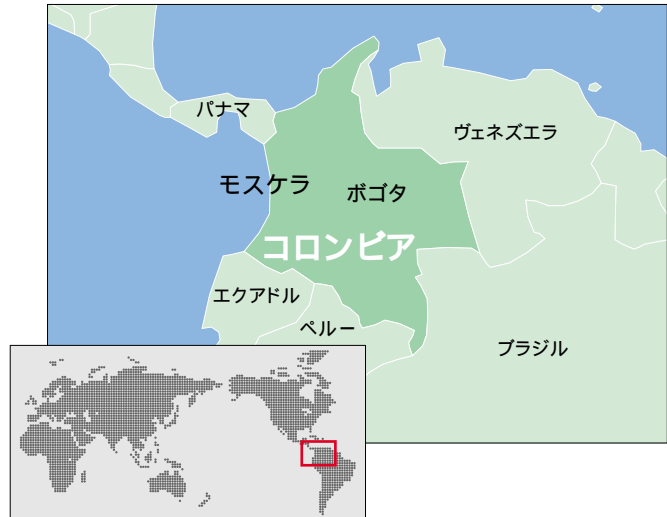 パナマ
ヴェネズエラ
モスケラ
ボゴタ
コロンビア
エクアドル
ペルー
ブラジル